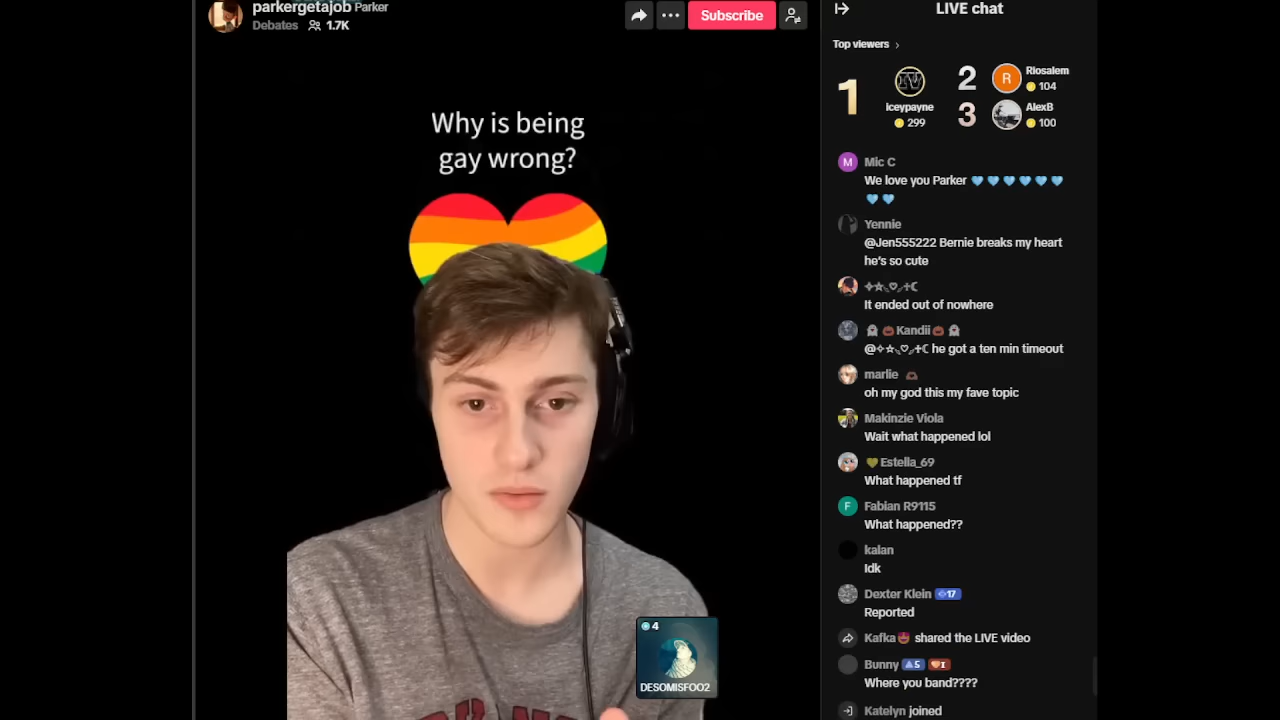 parkergetajob Parker
Debates 1.7K
Subscribe
Why is being
gay wrong?
4
DESOMISFOO2
LIVE chat
Top viewers
1
Iceypayne
299
2
R
Riosalem
104
3
AlexB
100
M
Mic C
We love you Parker 🩵 🩵 🩵 🩵 🩵 🩵
🩵 🩵
Yennie
@Jen555222 Bernie breaks my heart
he's so cute
It ended out of nowhere
Kandii
he got a ten min timeout
marlie
oh my god this my fave topic
Makinzie Viola
Wait what happened lol
Estella_69
What happened tf
F
Fabian R9115
What happened??
kalan
Idk
Dexter Klein 17
Reported
Kafka shared the LIVE video
Bunny 5 I
Where you band????
Katelyn joined